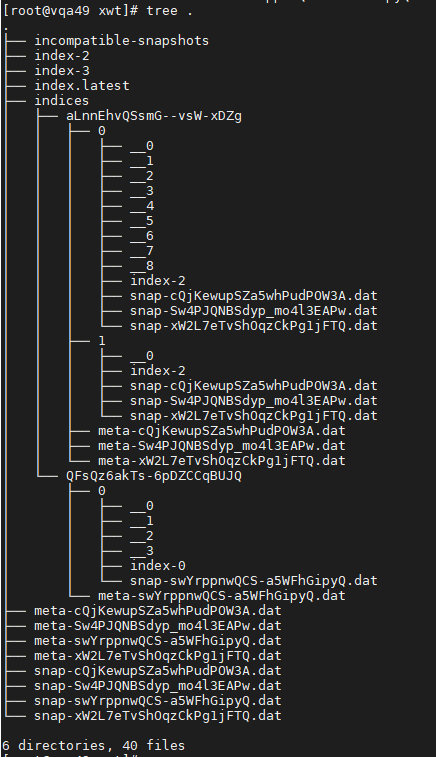 [root@vqa49 xwt]# tree .
.
├── incompatible-snapshots
├── index-2
├── index-3
├── index.latest
├── indices
│   ├── aLnnEhvQSsmG--vsW-xDZg
│   │   ├── 0
│   │   │   ├── __0
│   │   │   ├── __1
│   │   │   ├── __2
│   │   │   ├── __3
│   │   │   ├── __4
│   │   │   ├── __5
│   │   │   ├── __6
│   │   │   ├── __7
│   │   │   ├── __8
│   │   │   ├── index-2
│   │   │   ├── snap-cQjKewupSZa5whPudPOW3A.dat
│   │   │   ├── snap-Sw4PJQNBSdyp_mo4l3EAPw.dat
│   │   │   └── snap-xW2L7eTvShOqzCkPg1jFTQ.dat
│   │   ├── 1
│   │   │   ├── __0
│   │   │   ├── index-2
│   │   │   ├── snap-cQjKewupSZa5whPudPOW3A.dat
│   │   │   ├── snap-Sw4PJQNBSdyp_mo4l3EAPw.dat
│   │   │   └── snap-xW2L7eTvShOqzCkPg1jFTQ.dat
│   │   ├── meta-cQjKewupSZa5whPudPOW3A.dat
│   │   ├── meta-Sw4PJQNBSdyp_mo4l3EAPw.dat
│   │   └── meta-xW2L7eTvShOqzCkPg1jFTQ.dat
│   └── QFsQz6akTs-6pDZCCqBUJQ
│       ├── 0
│       │   ├── __0
│       │   ├── __1
│       │   ├── __2
│       │   ├── __3
│       │   ├── index-0
│       │   └── snap-swYrppnwQCS-a5WFhGipyQ.dat
│       └── meta-swYrppnwQCS-a5WFhGipyQ.dat
├── meta-cQjKewupSZa5whPudPOW3A.dat
├── meta-Sw4PJQNBSdyp_mo4l3EAPw.dat
├── meta-swYrppnwQCS-a5WFhGipyQ.dat
├── meta-xW2L7eTvShOqzCkPg1jFTQ.dat
├── snap-cQjKewupSZa5whPudPOW3A.dat
├── snap-Sw4PJQNBSdyp_mo4l3EAPw.dat
├── snap-swYrppnwQCS-a5WFhGipyQ.dat
└── snap-xW2L7eTvShOqzCkPg1jFTQ.dat

6 directories, 40 files